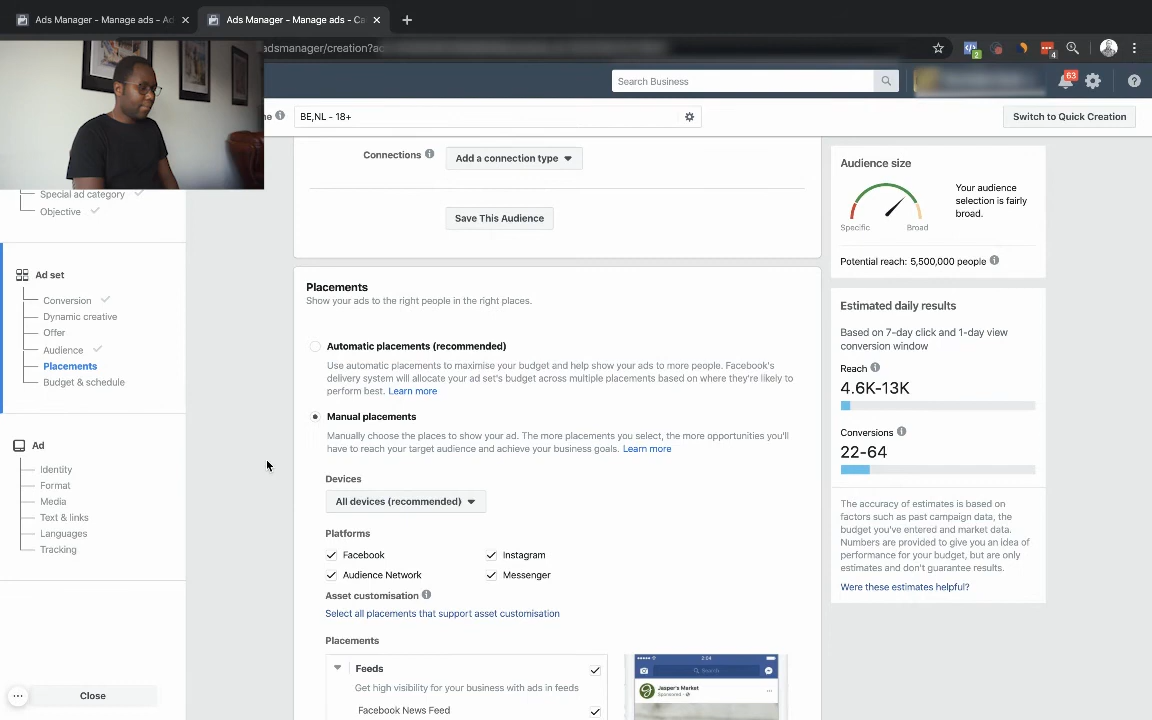 Ads Manager - Manage ads - Ad
Ads Manager - Manage ads - Ca
adsmanager/creation?ac
2
4
Search Business
63
BE,NL - 18+
Switch to Quick Creation
Special ad category
Objective
Ad set
Conversion
Dynamic creative
Offer
Audience
Placements
Budget & schedule
Ad
Identity
Format
Media
Text & links
Languages
Tracking
Close
Connections
Add a connection type
Save This Audience
Placements
Show your ads to the right people in the right places.
Automatic placements (recommended)
Use automatic placements to maximise your budget and help show your ads to more people. Facebook's
delivery system will allocate your ad set's budget across multiple placements based on where they're likely to
perform best. Learn more
Manual placements
Manually choose the places to show your ad. The more placements you select, the more opportunities you'll
have to reach your target audience and achieve your business goals. Learn more
Devices
All devices (recommended)
Platforms
Facebook
Instagram
Audience Network
Messenger
Asset customisation
Select all placements that support asset customisation
Placements
Feeds
Get high visibility for your business with ads in feeds
Facebook News Feed
2:04
Search
Jasper's Market
Sponsored
Audience size
Your audience
selection is fairly
broad.
Specific
Broad
Potential reach: 5,500,000 people
Estimated daily results
Based on 7-day click and 1-day view
conversion window
Reach
4.6K-13K
Conversions
22-64
The accuracy of estimates is based on
factors such as past campaign data, the
budget you've entered and market data.
Numbers are provided to give you an idea of
performance for your budget, but are only
estimates and don't guarantee results.
Were these estimates helpful?